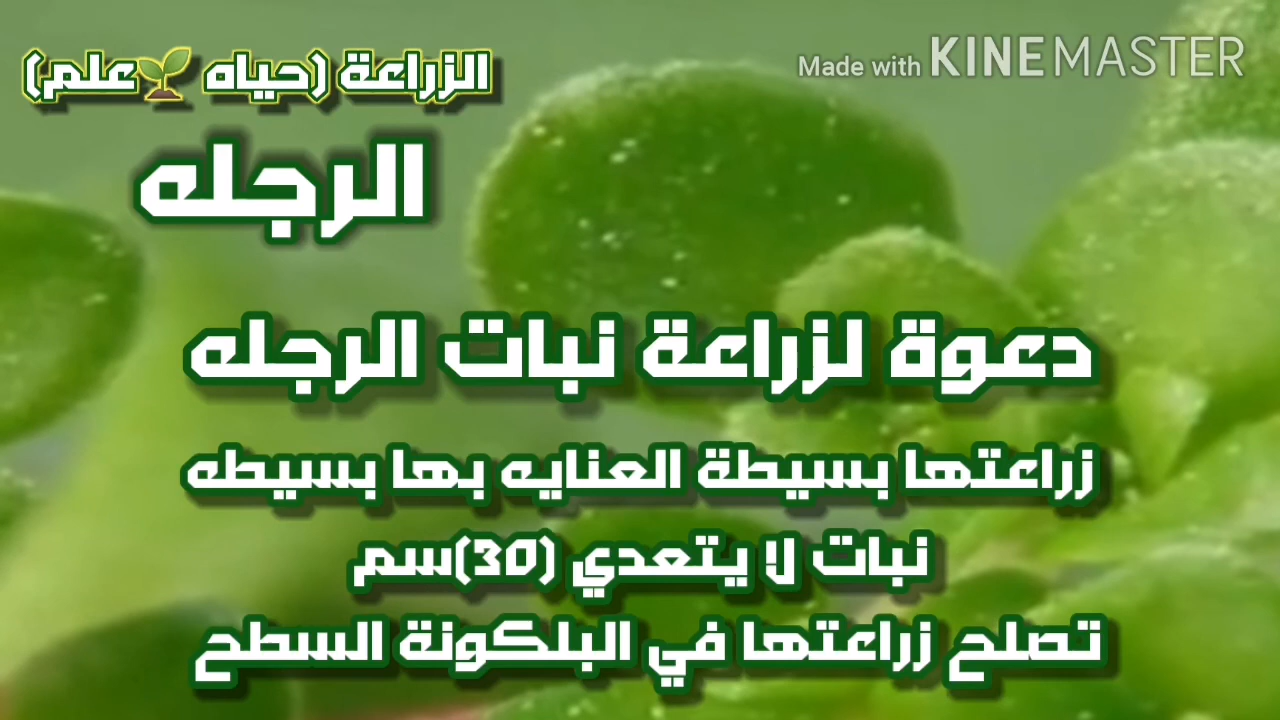 الزراعة (حياه 🌱علم)
Made with KINEMASTER
الرجله
دعوة لزراعة نبات الرجله
زراعتها بسيطة العنايه بها بسيطه
نبات لا يتعدي (30)سم
تصلح زراعتها في البلكونة السطح